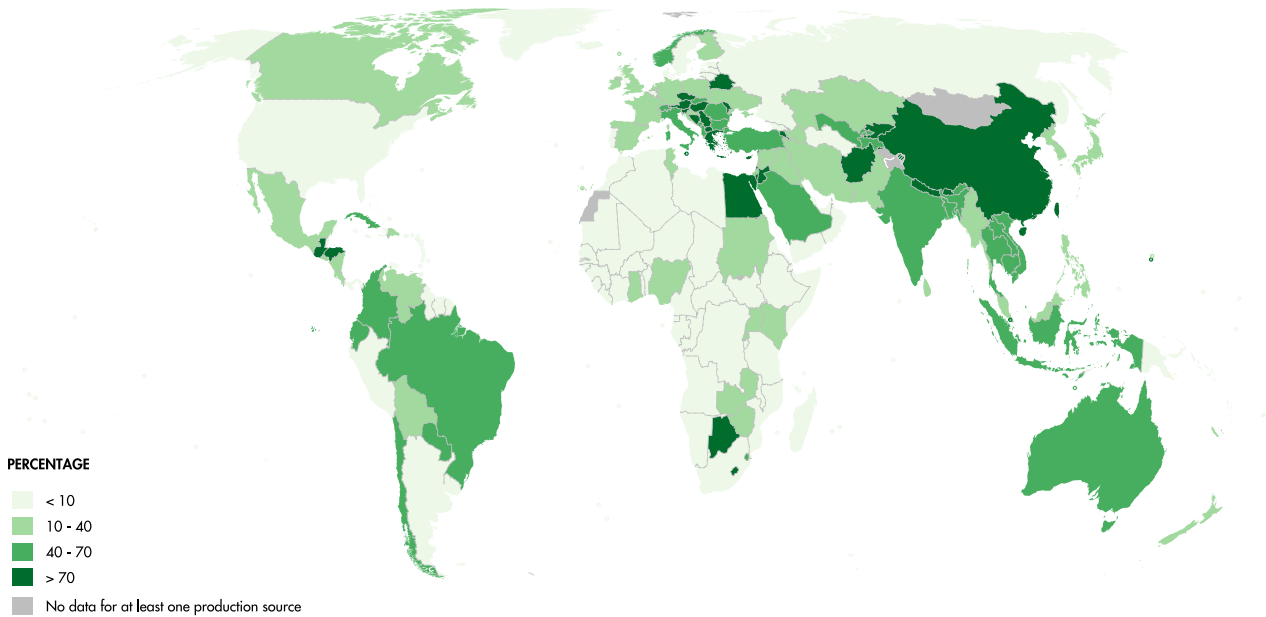 PERCENTAGE
< 10
10 - 40
40 - 70
> 70
No data for at least one production source